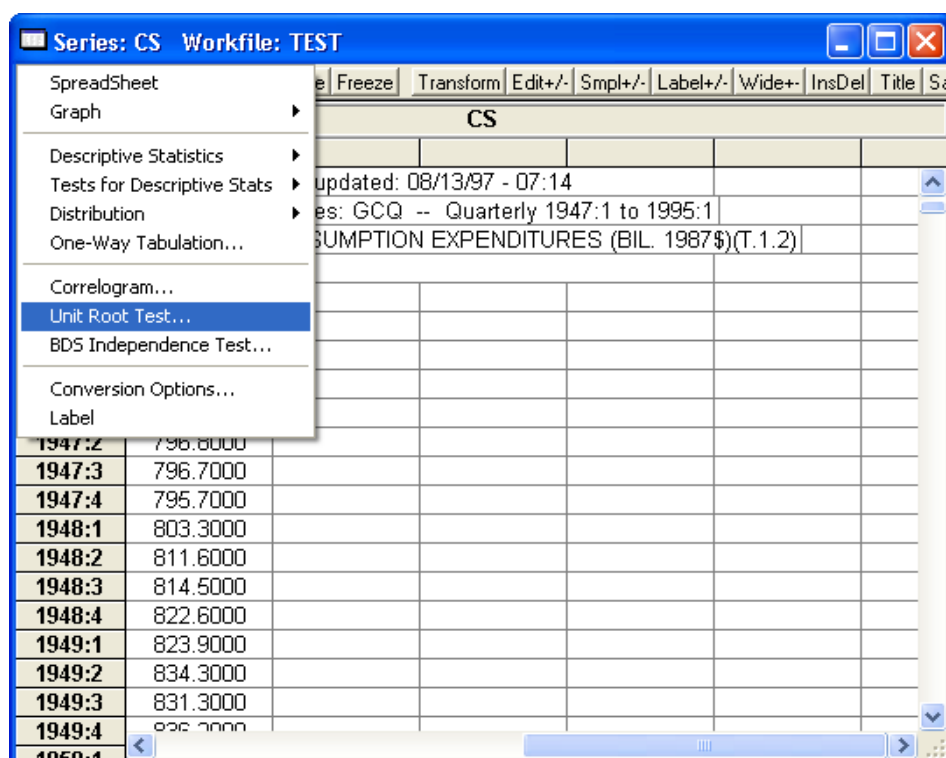 Series: CS Workfile: TEST
Freeze Transform Edit+/- Smpl+/- Label+/- Wide+- InsDel Title
SpreadSheet
Graph
Descriptive Statistics
Tests for Descriptive Stats
Distribution
One-Way Tabulation...
Correlogram...
Unit Root Test...
BDS Independence Test...
Conversion Options...
Label
CS
updated: 08/13/97 - 07:14
es: GCQ -- Quarterly 1947:1 to 1995:1
SUMPTION EXPENDITURES (BIL. 1987$)(T.1.2)
1947:2 796.8000
1947:3 796.7000
1947:4 795.7000
1948:1 803.3000
1948:2 811.6000
1948:3 814.5000
1948:4 822.6000
1949:1 823.9000
1949:2 834.3000
1949:3 831.3000
1949:4